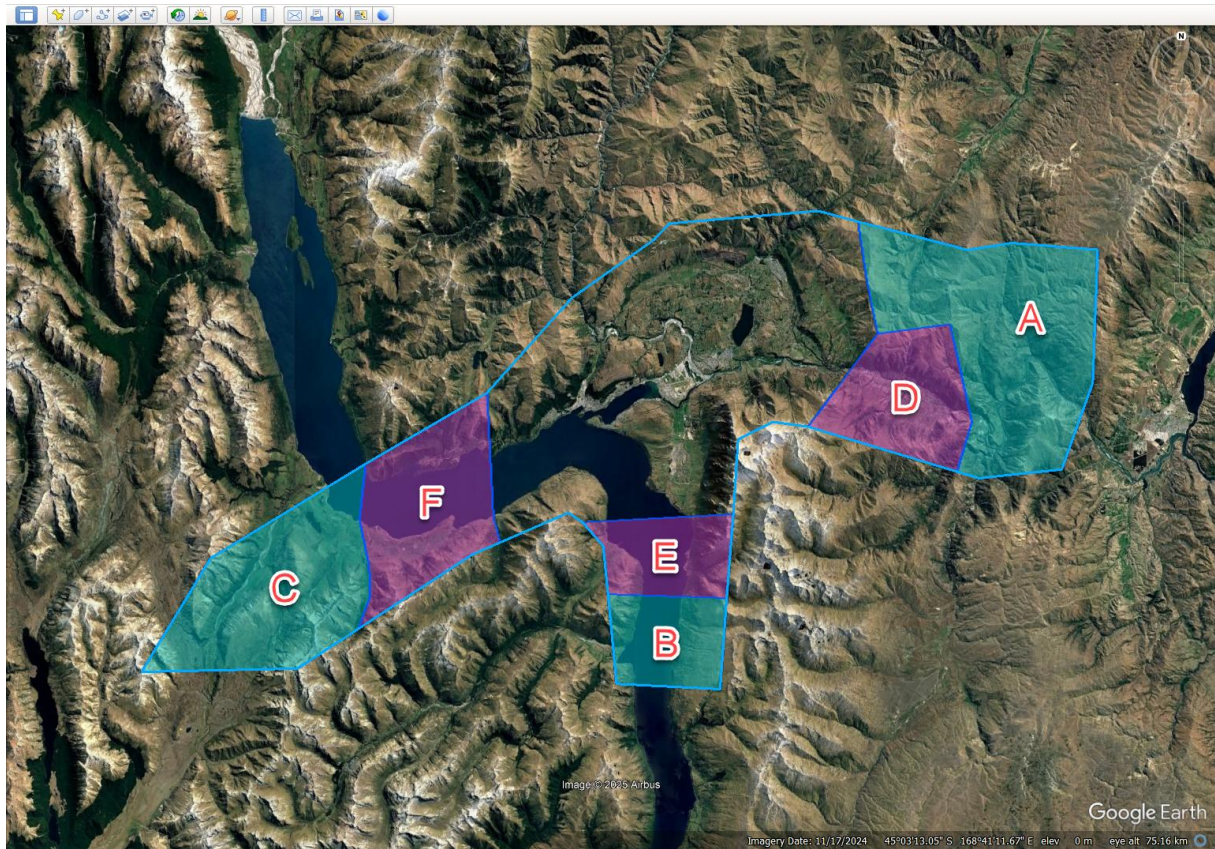 N
A
D
F
E
C
B
Image © 2025 Airbus
Google Earth
Imagery Date: 11/17/2024 45°03'13.05" S 168°41'11.67" E elev 0 m eye alt 75.16 km